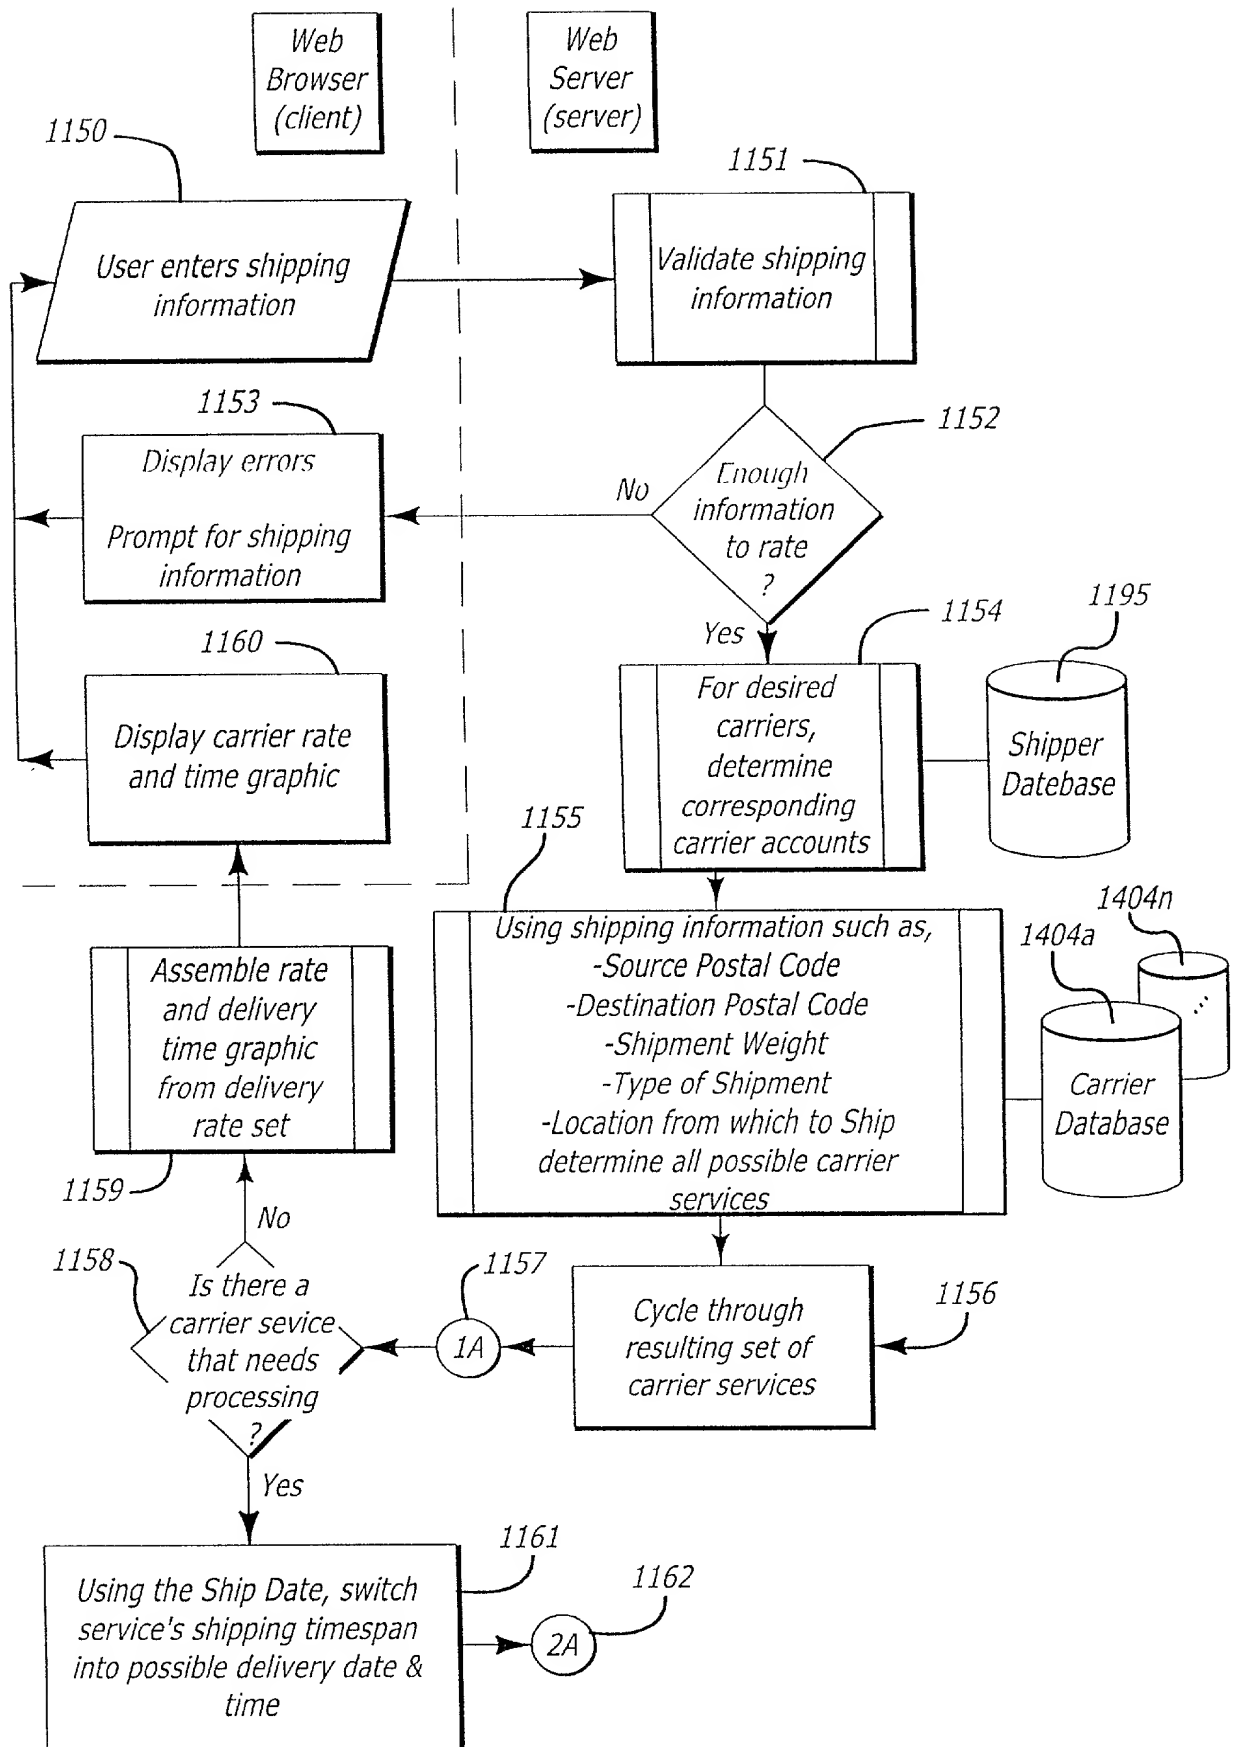 Web
Browser
(client)
Web
Server
(server)
1150
1151
User enters shipping
information
Validate shipping
information
1153
1152
Display errors
Prompt for shipping
information
No
Enough
information
to rate
?
Yes
1154
1195
1160
Display carrier rate
and time graphic
For desired
carriers,
determine
corresponding
carrier accounts
Shipper
Datebase
1155
1404n
1404a
Using shipping information such as,
-Source Postal Code
-Destination Postal Code
-Shipment Weight
-Type of Shipment
-Location from which to Ship
determine all possible carrier
services
Carrier
Database
...
Assemble rate
and delivery
time graphic
from delivery
rate set
1159
No
1158
Is there a
carrier sevice
that needs
processing
?
1157
1A
Cycle through
resulting set of
carrier services
1156
Yes
1161
Using the Ship Date, switch
service's shipping timespan
into possible delivery date &
time
1162
2A